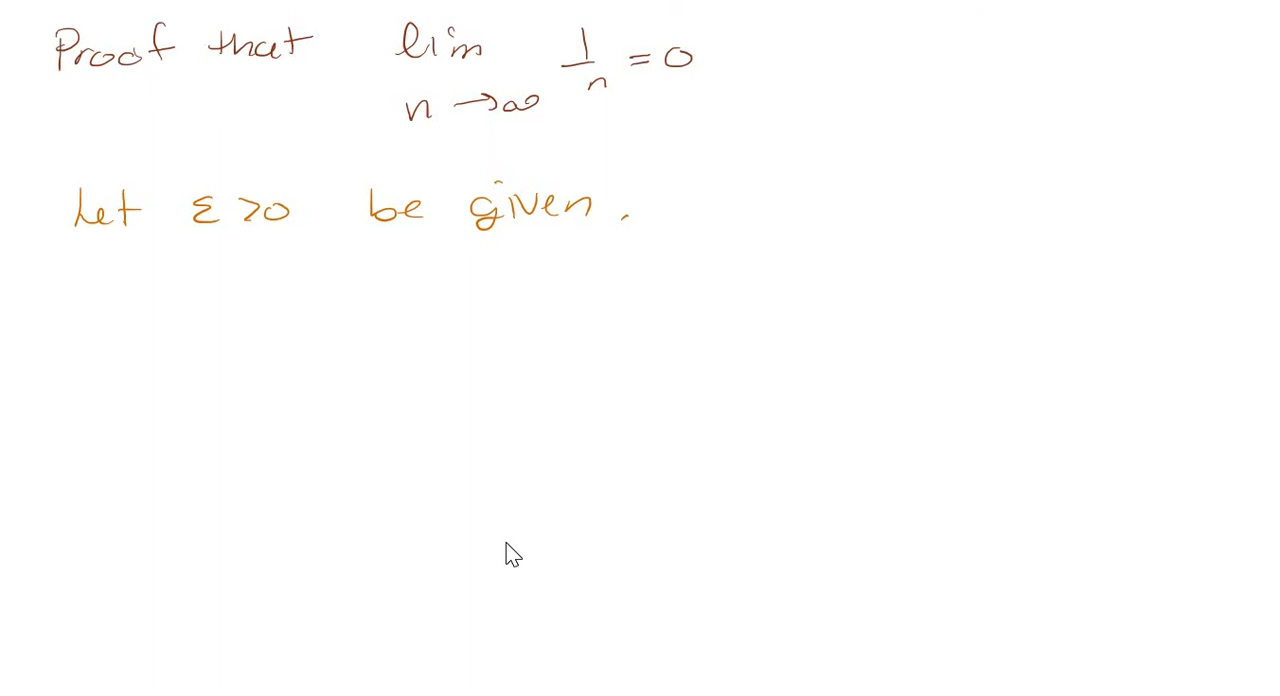 Proof that lim n→∞ 1/n = 0
Let ε > 0 be given.